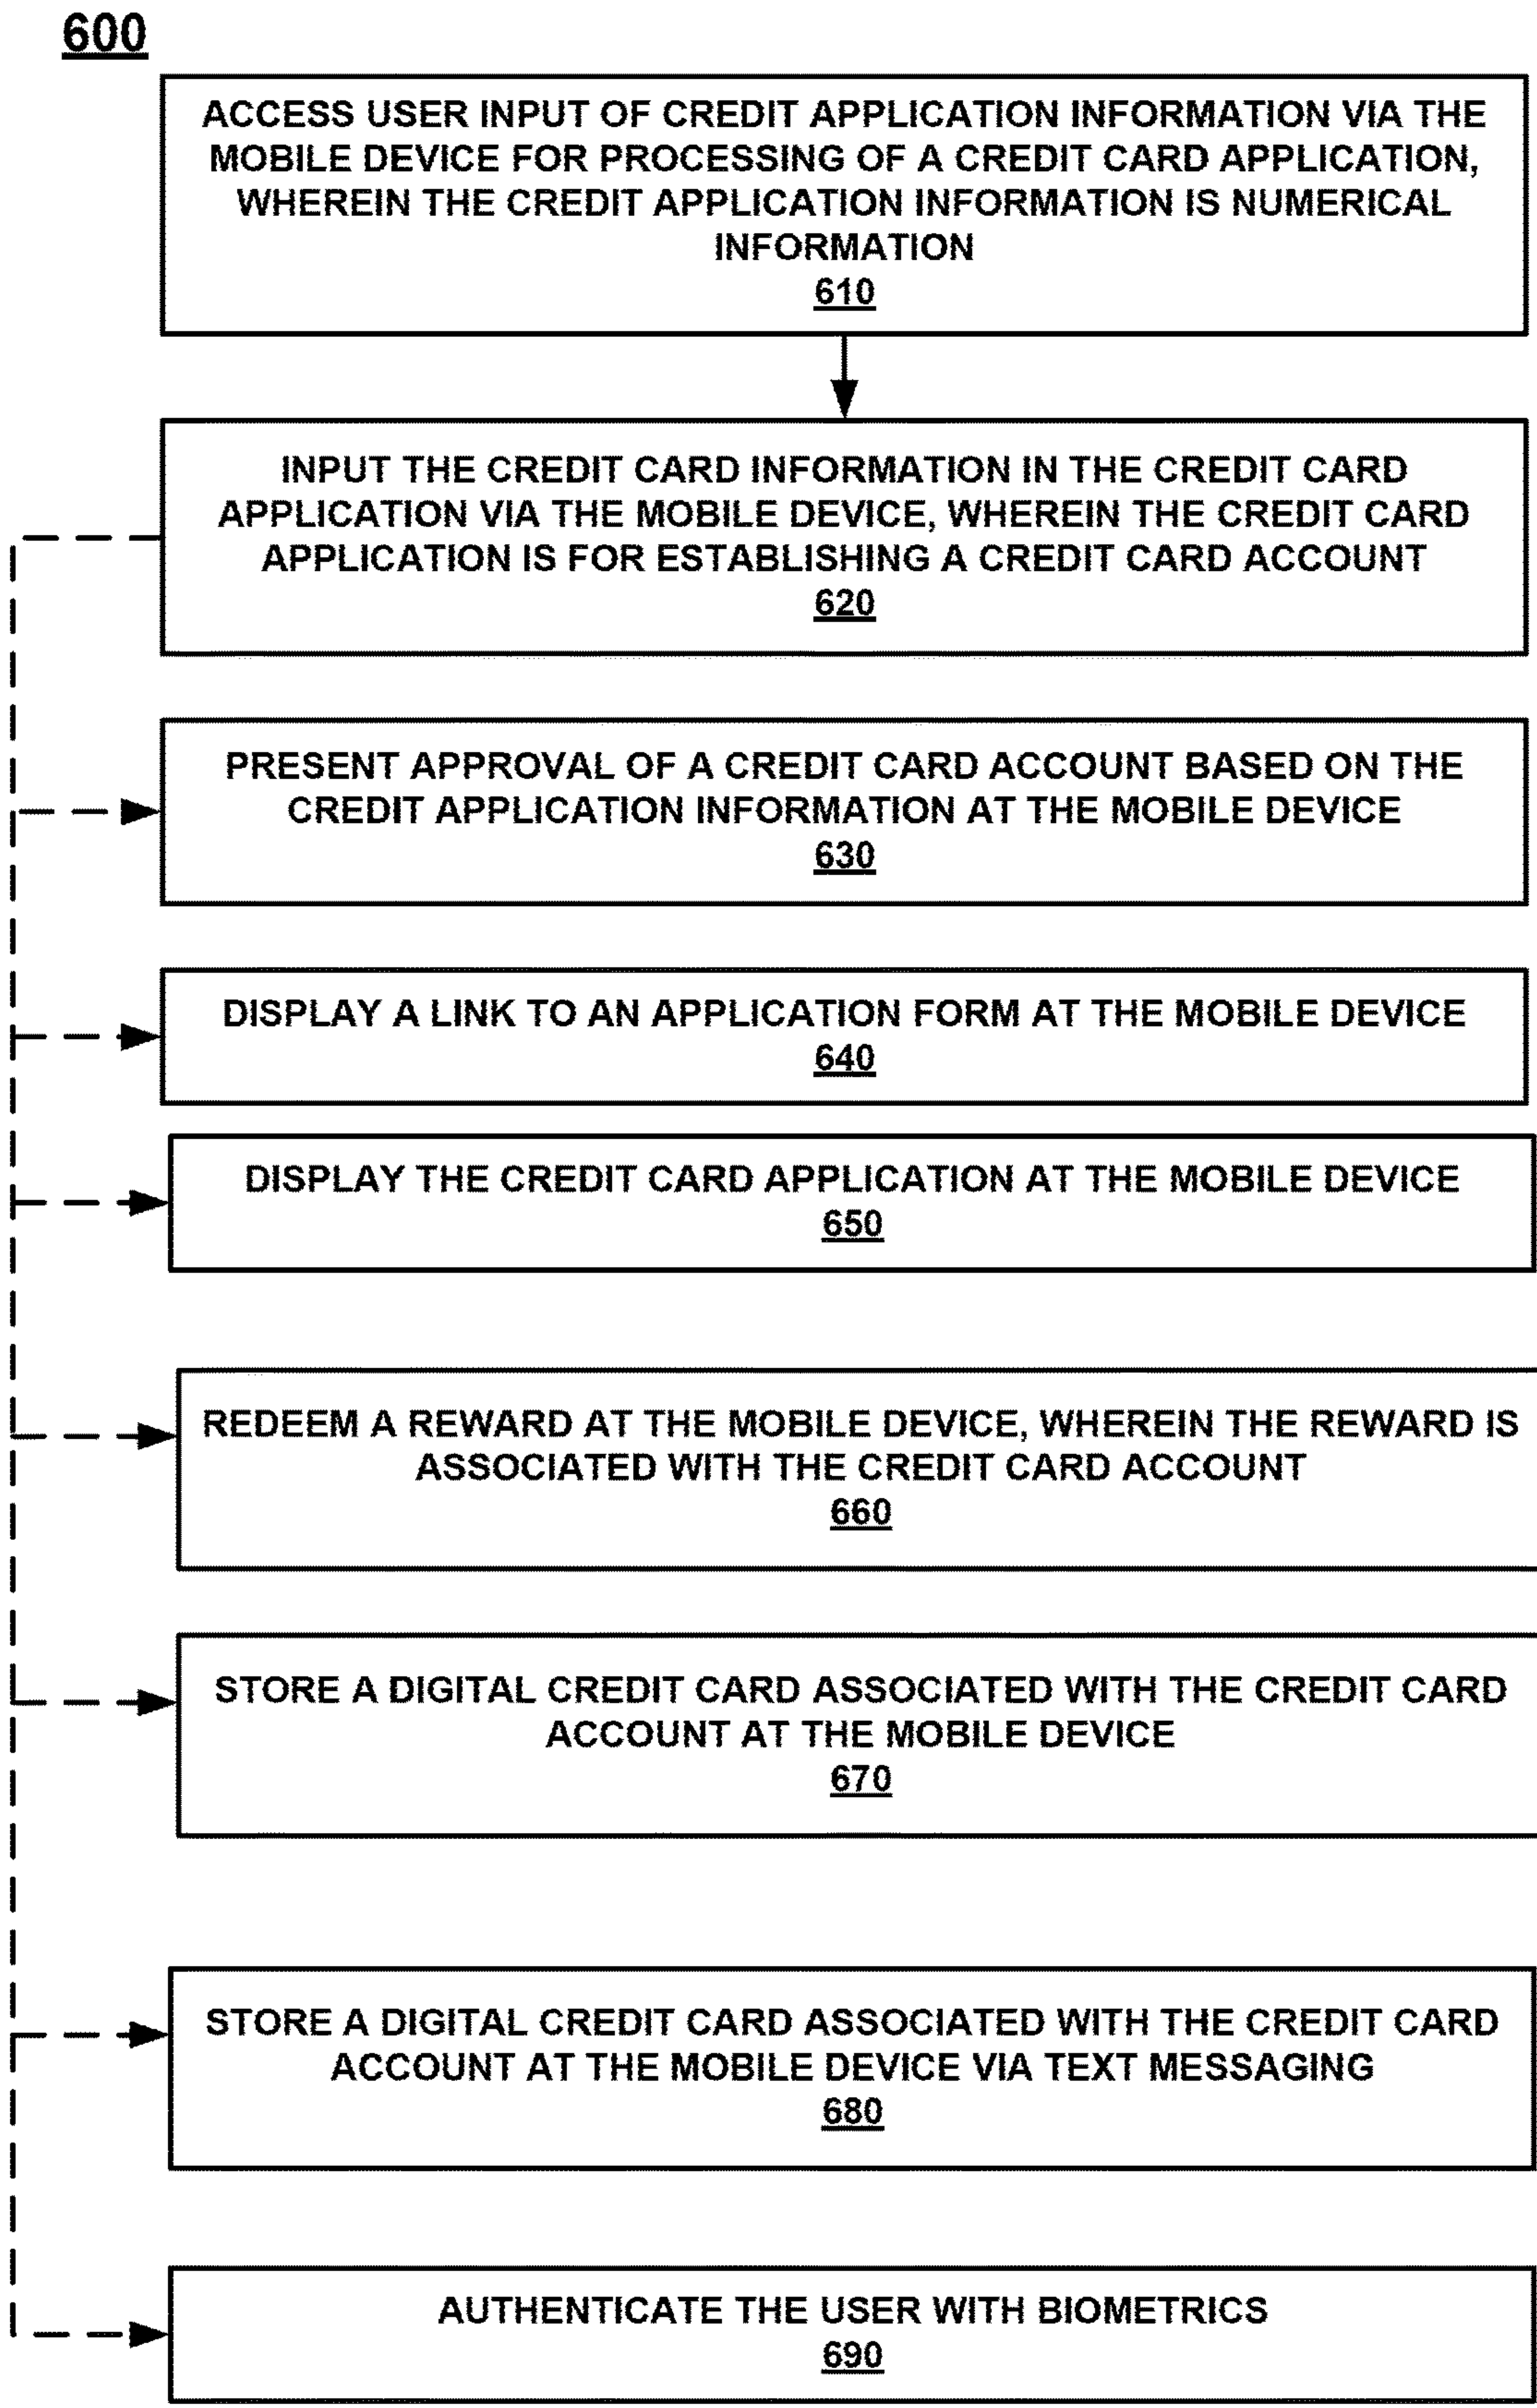 600
ACCESS USER INPUT OF CREDIT APPLICATION INFORMATION VIA THE
MOBILE DEVICE FOR PROCESSING OF A CREDIT CARD APPLICATION,
WHEREIN THE CREDIT APPLICATION INFORMATION IS NUMERICAL
INFORMATION
610
INPUT THE CREDIT CARD INFORMATION IN THE CREDIT CARD
APPLICATION VIA THE MOBILE DEVICE, WHEREIN THE CREDIT CARD
APPLICATION IS FOR ESTABLISHING A CREDIT CARD ACCOUNT
620
PRESENT APPROVAL OF A CREDIT CARD ACCOUNT BASED ON THE
CREDIT APPLICATION INFORMATION AT THE MOBILE DEVICE
630
DISPLAY A LINK TO AN APPLICATION FORM AT THE MOBILE DEVICE
640
DISPLAY THE CREDIT CARD APPLICATION AT THE MOBILE DEVICE
650
REDEEM A REWARD AT THE MOBILE DEVICE, WHEREIN THE REWARD IS
ASSOCIATED WITH THE CREDIT CARD ACCOUNT
660
STORE A DIGITAL CREDIT CARD ASSOCIATED WITH THE CREDIT CARD
ACCOUNT AT THE MOBILE DEVICE
670
STORE A DIGITAL CREDIT CARD ASSOCIATED WITH THE CREDIT CARD
ACCOUNT AT THE MOBILE DEVICE VIA TEXT MESSAGING
680
AUTHENTICATE THE USER WITH BIOMETRICS
690